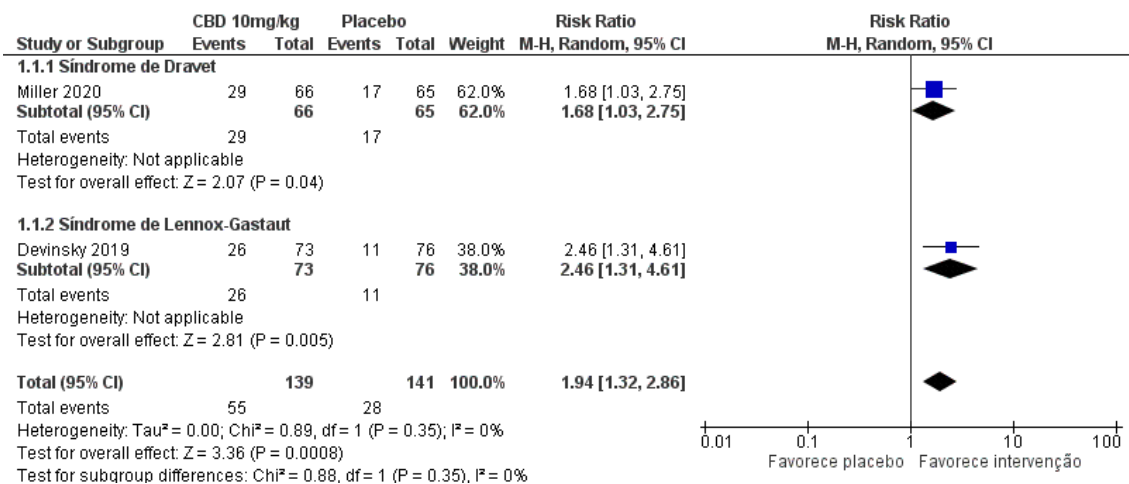 CBD 10mg/kg Placebo Risk Ratio Risk Ratio
Study or Subgroup Events Total Events Total Weight M-H, Random, 95% CI M-H, Random, 95% CI
1.1.1 Síndrome de Dravet
Miller 2020 29 66 17 65 62.0% 1.68 [1.03, 2.75]
Subtotal (95% CI) 66 65 62.0% 1.68 [1.03, 2.75]
Total events 29 17
Heterogeneity: Not applicable
Test for overall effect: Z = 2.07 (P = 0.04)
1.1.2 Síndrome de Lennox-Gastaut
Devinsky 2019 26 73 11 76 38.0% 2.46 [1.31, 4.61]
Subtotal (95% CI) 73 76 38.0% 2.46 [1.31, 4.61]
Total events 26 11
Heterogeneity: Not applicable
Test for overall effect: Z = 2.81 (P = 0.005)
Total (95% CI) 139 141 100.0% 1.94 [1.32, 2.86]
Total events 55 28
Heterogeneity: Tau² = 0.00; Chi² = 0.89, df = 1 (P = 0.35); I² = 0%
Test for overall effect: Z = 3.36 (P = 0.0008)
Test for subgroup differences: Chi² = 0.88, df = 1 (P = 0.35), I² = 0%
0.01 0.1 1 10 100
Favorece placebo Favorece intervenção